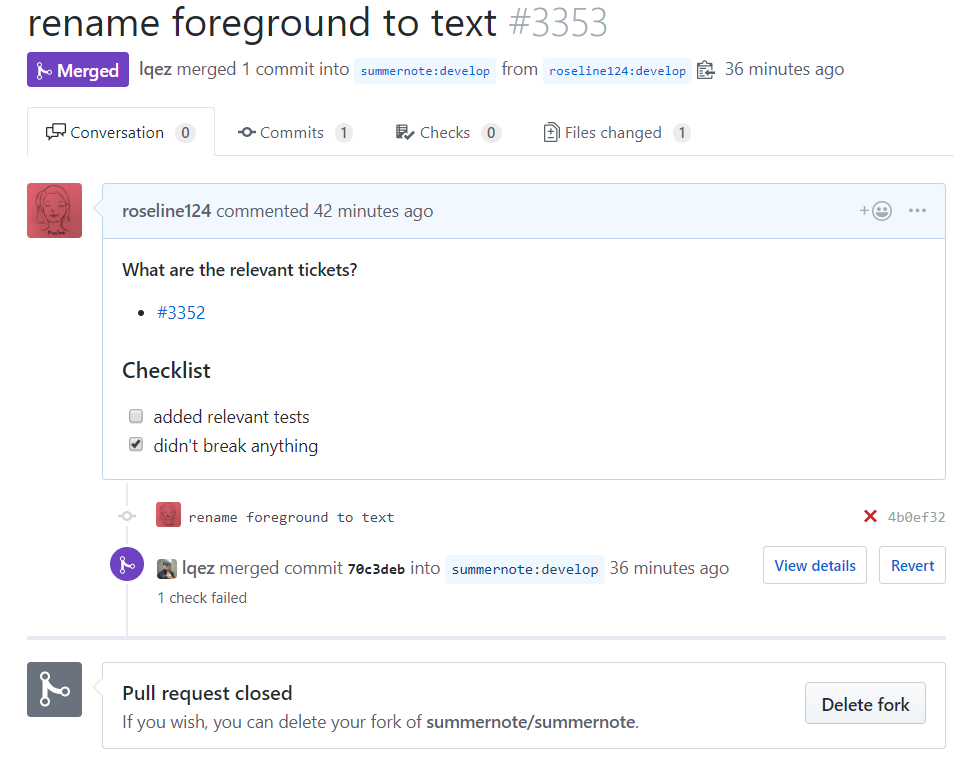 rename foreground to text #3353
Merged lqez merged 1 commit into summernote:develop from roseline124:develop 36 minutes ago
Conversation 0 Commits 1 Checks 0 Files changed 1
roseline124 commented 42 minutes ago
What are the relevant tickets?
#3352
Checklist
added relevant tests
didn't break anything
rename foreground to text 4b0ef32
lqez merged commit 70c3deb into summernote:develop 36 minutes ago View details Revert
1 check failed
Pull request closed
If you wish, you can delete your fork of summernote/summernote.
Delete fork